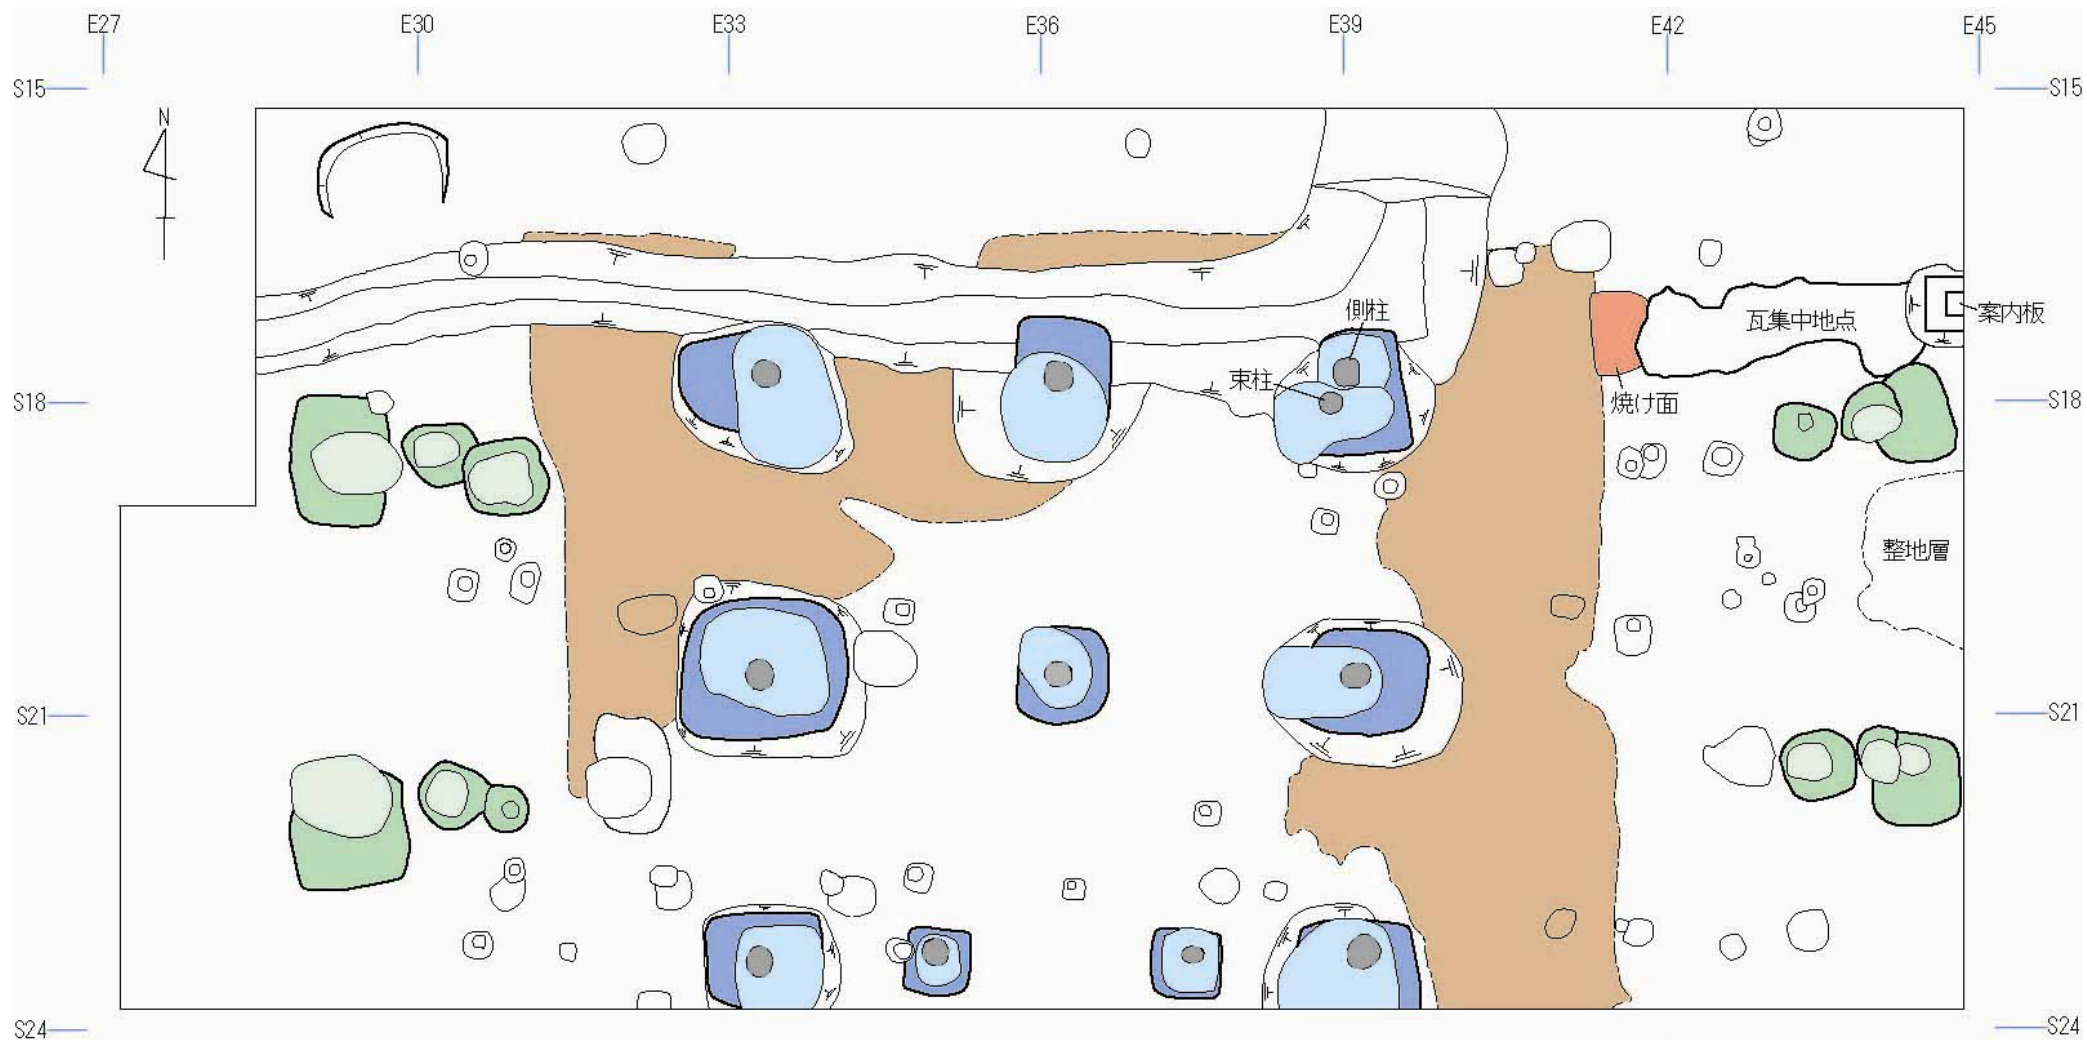 E27 E30 E33 E36 E39 E42 E45
S15 S15
N
側柱
瓦集中地点 案内板
束柱
S18 焼け面 S18
整地層
S21 S21
S24 S24